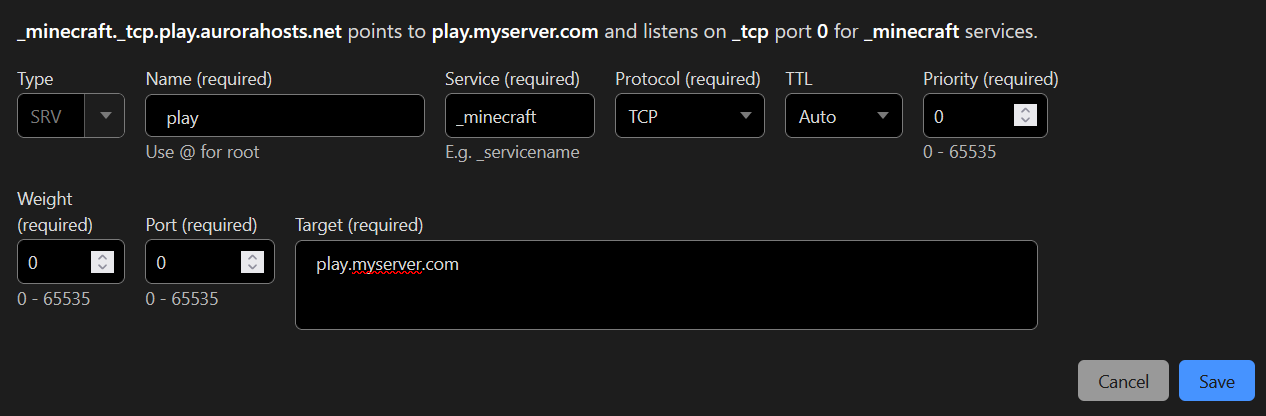 _minecraft._tcp.play.aurorahosts.net points to play.myserver.com and listens on _tcp port 0 for _minecraft services.
Type Name (required) Service (required) Protocol (required) TTL Priority (required)
SRV play _minecraft TCP Auto 0
Use @ for root E.g. _servicename 0 - 65535
Weight
(required) Port (required) Target (required)
0 0 play.myserver.com
0 - 65535 0 - 65535
Cancel Save